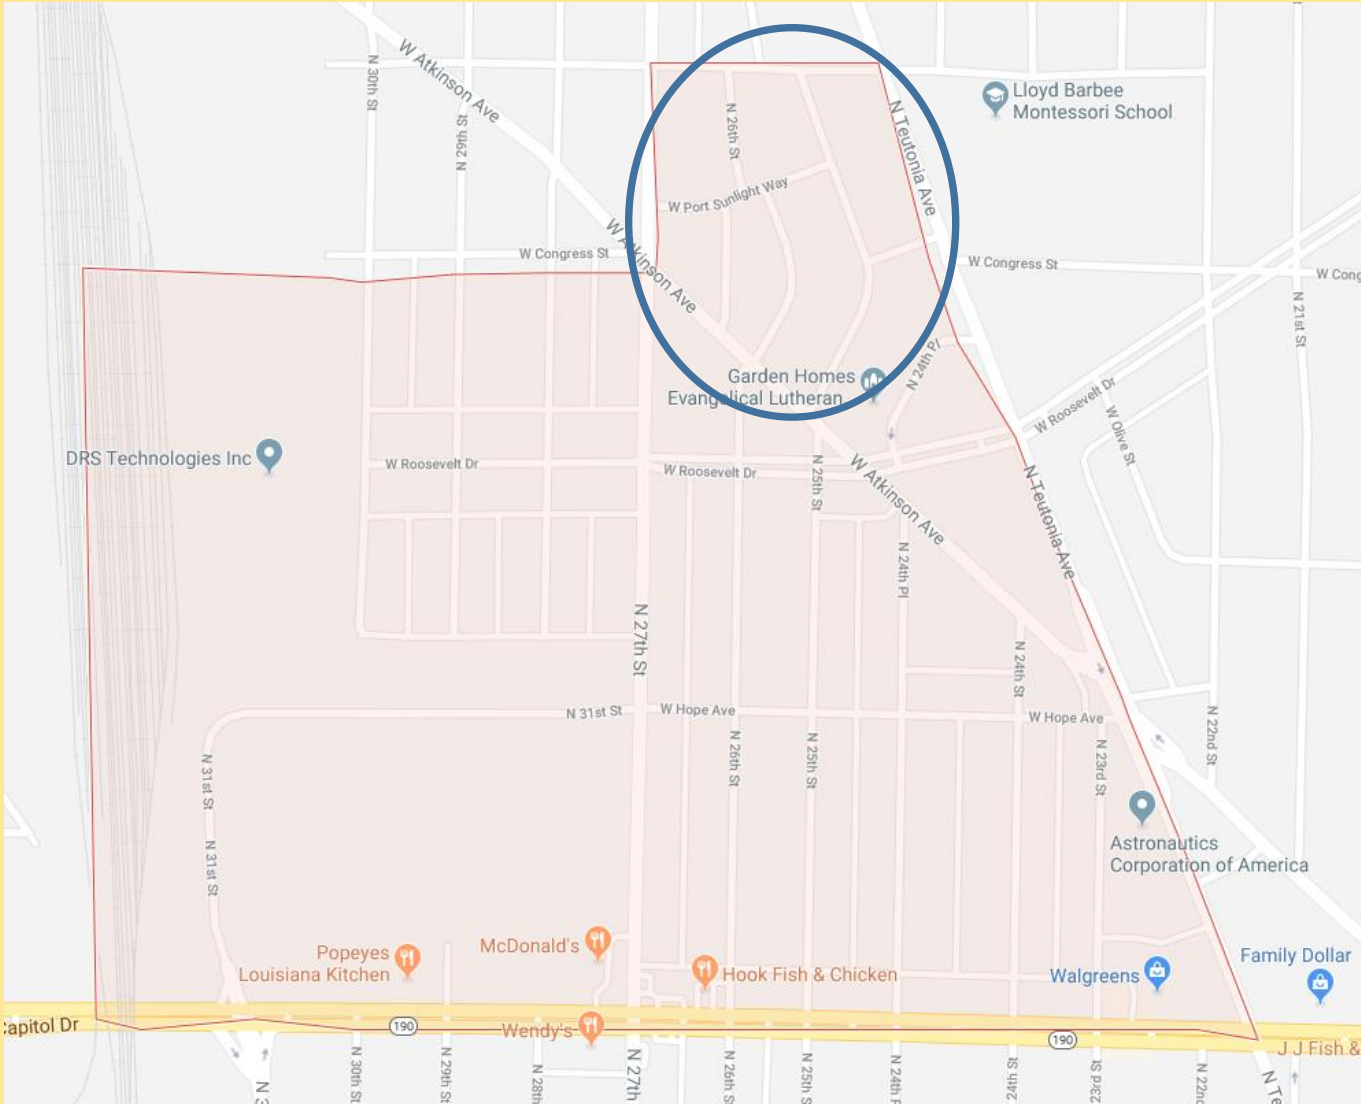 W Atkinson Ave
N 30th St
N 29th St
N 26th St
N Teutonia Ave
Lloyd Barbee
Montessori School
W Port Sunlight Way
W Congress St
W Atkinson Ave
W Congress St
W Cong
N 21st St
Garden Homes
Evangelical Lutheran
N 24th Pl
W Roosevelt Dr
W Olive St
DRS Technologies Inc
W Roosevelt Dr
W Roosevelt Dr
N 25th St
W Atkinson Ave
N Teutonia Ave
N 24th Pl
N 27th St
N 24th St
N 31st St
W Hope Ave
W Hope Ave
N 22nd St
N 31st St
N 26th St
N 25th St
N 23rd St
Astronautics
Corporation of America
N 31st St
Popeyes
Louisiana Kitchen
McDonald's
Hook Fish & Chicken
Walgreens
Family Dollar
Capitol Dr
190
Wendy's
190
J J Fish &
N 3
N 30th St
N 29th St
N 28th
N 27th
N 26th S
N 25th St
N 24th P
24th St
23rd St
N 22nd
N Te